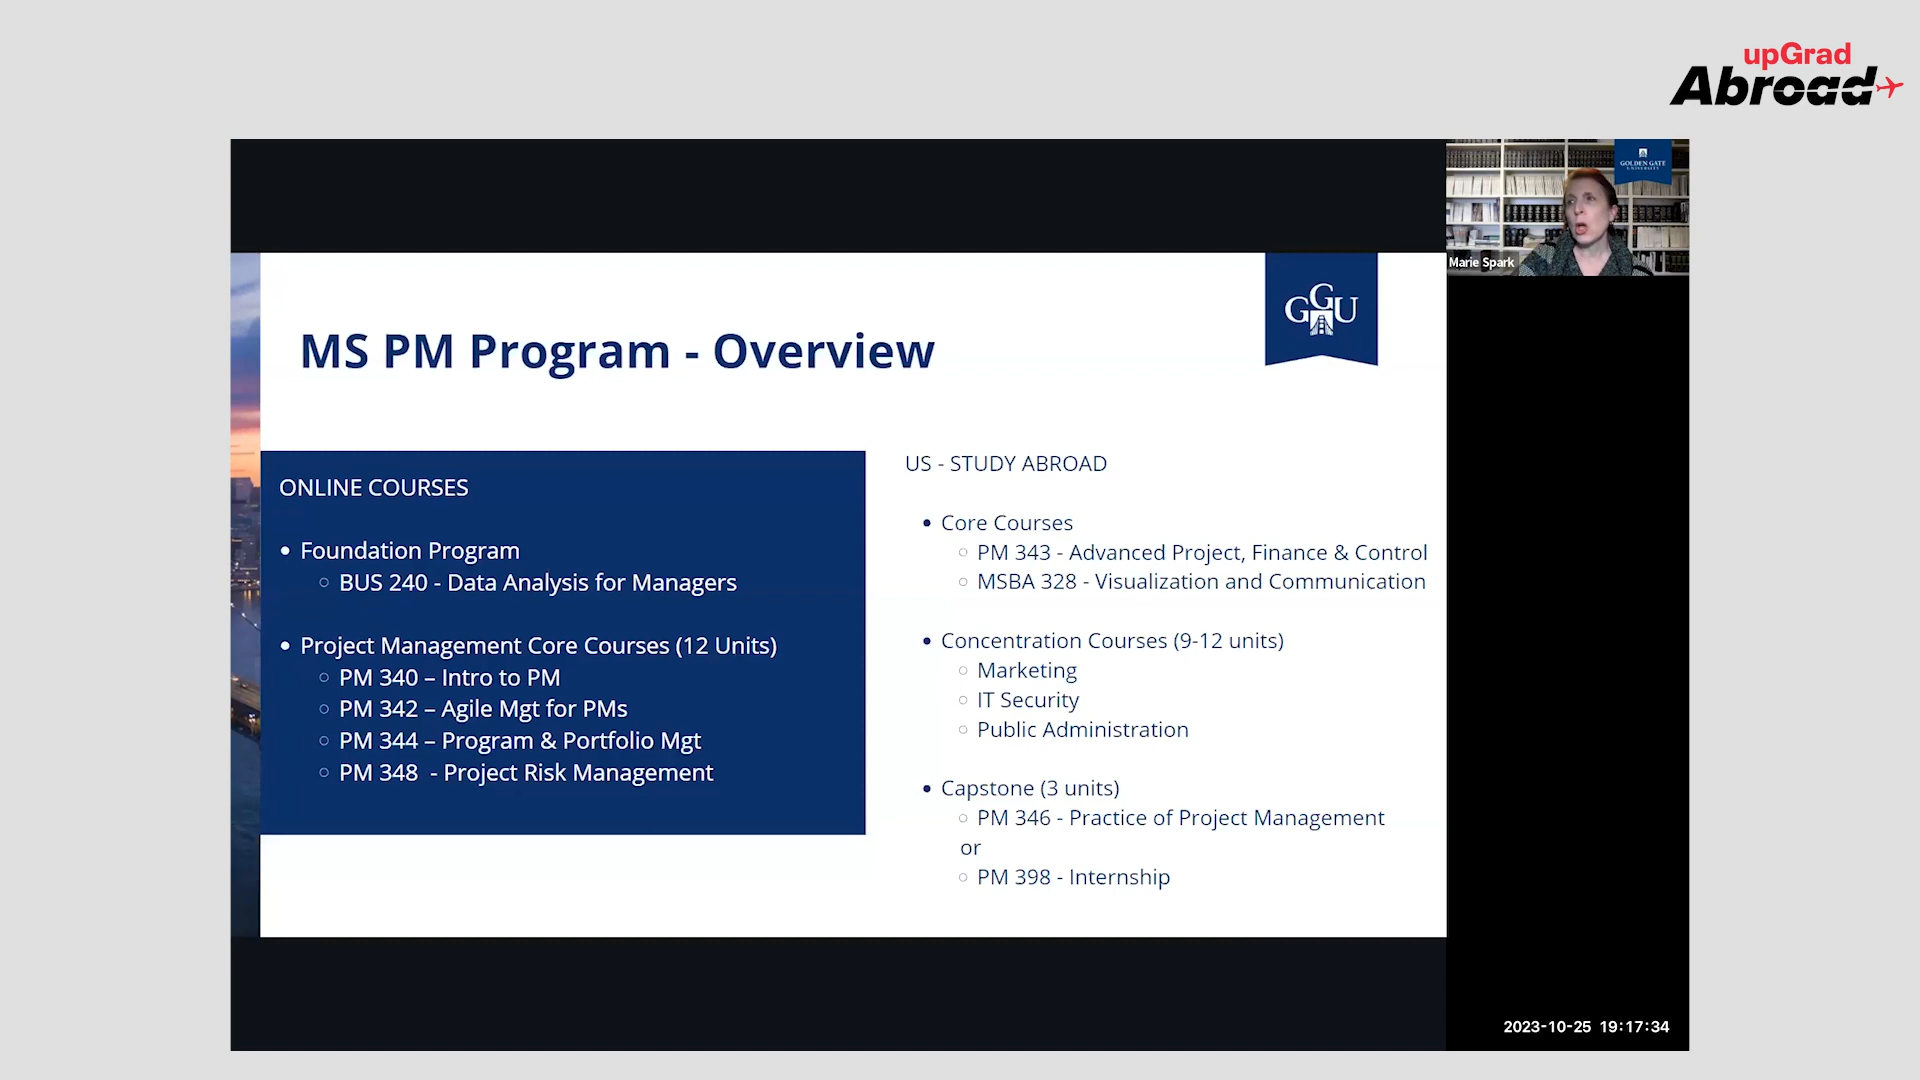 upGrad
Abroad
GOLDEN GATE
UNIVERSITY
Marie Spark
GGU
MS PM Program - Overview
ONLINE COURSES
• Foundation Program
○ BUS 240 - Data Analysis for Managers
• Project Management Core Courses (12 Units)
○ PM 340 – Intro to PM
○ PM 342 – Agile Mgt for PMs
○ PM 344 – Program & Portfolio Mgt
○ PM 348 - Project Risk Management
US - STUDY ABROAD
• Core Courses
○ PM 343 - Advanced Project, Finance & Control
○ MSBA 328 - Visualization and Communication
• Concentration Courses (9-12 units)
○ Marketing
○ IT Security
○ Public Administration
• Capstone (3 units)
○ PM 346 - Practice of Project Management
or
○ PM 398 - Internship
2023-10-25 19:17:34